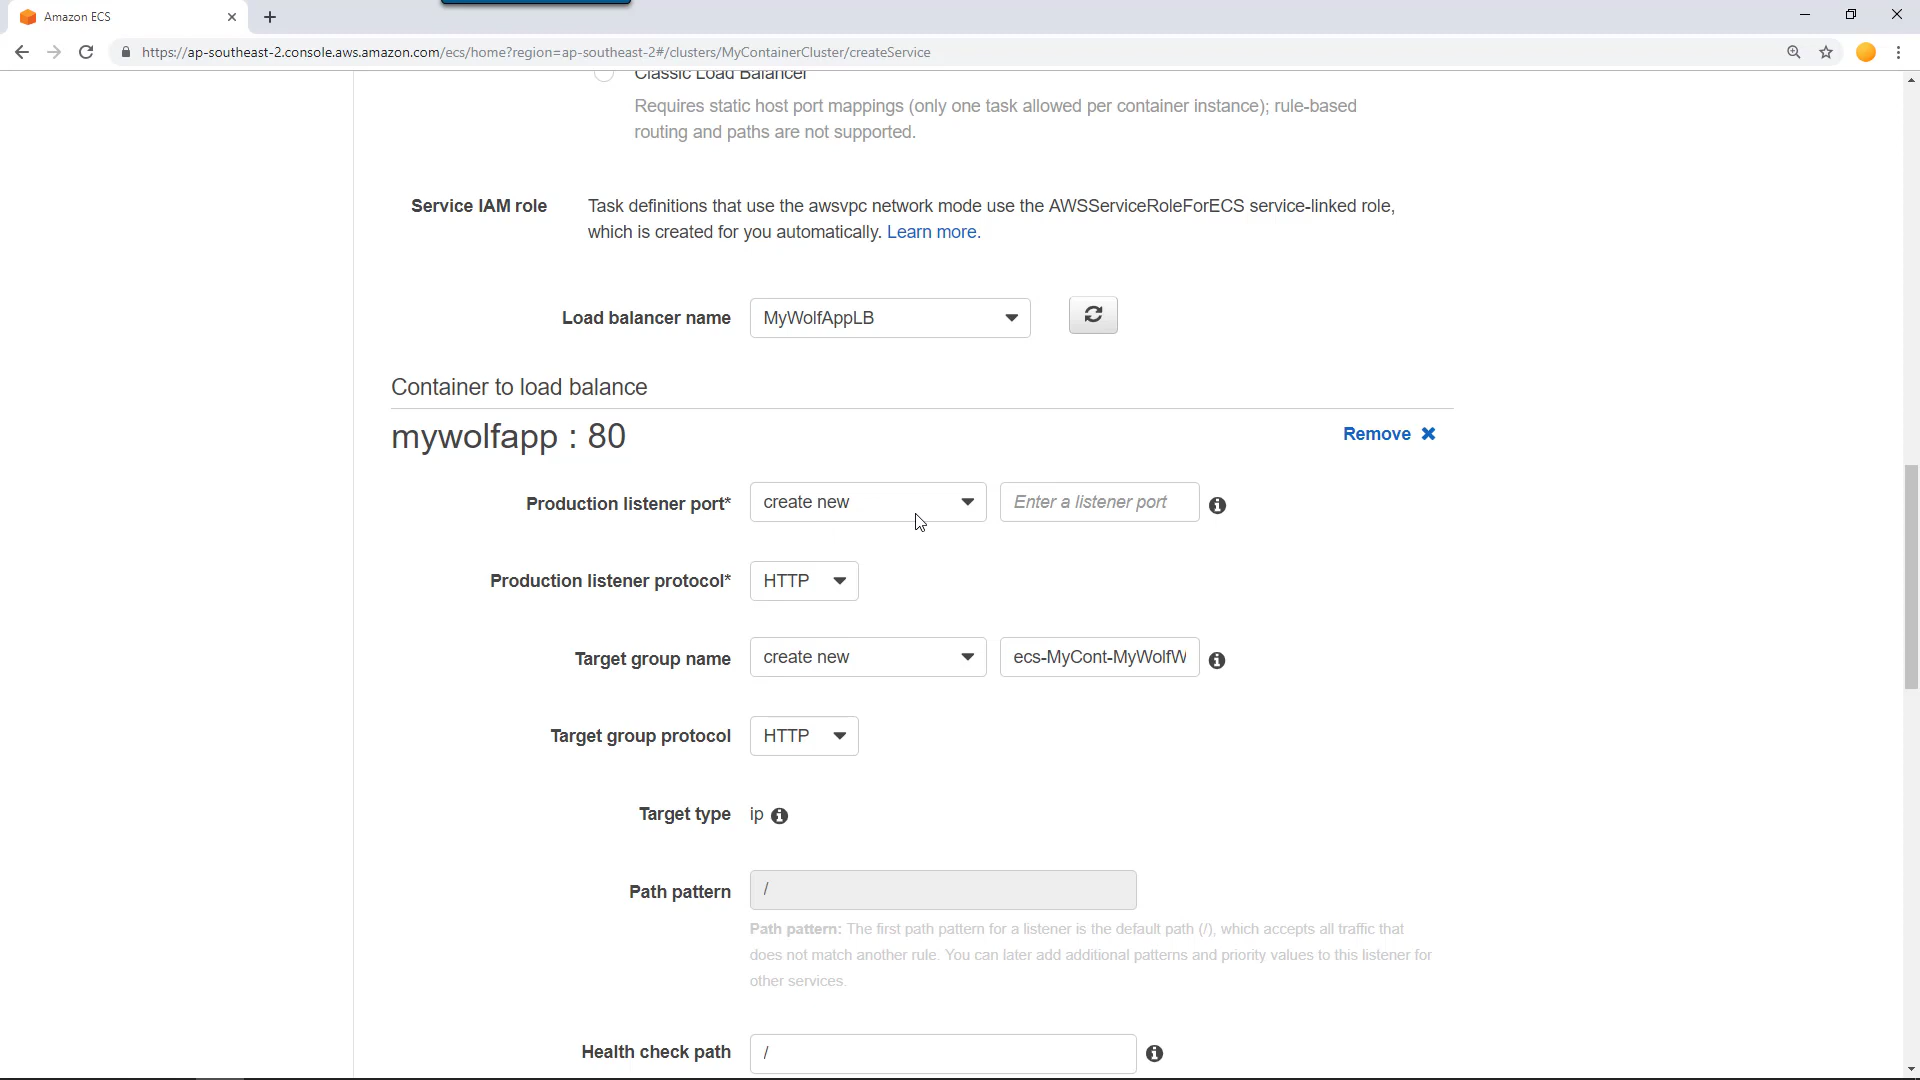 Amazon ECS
https://ap-southeast-2.console.aws.amazon.com/ecs/home?region=ap-southeast-2#/clusters/MyContainerCluster/createService
Classic Load Balancer
Requires static host port mappings (only one task allowed per container instance); rule-based
routing and paths are not supported.
Service IAM role
Task definitions that use the awsvpc network mode use the AWSServiceRoleForECS service-linked role,
which is created for you automatically. Learn more.
Load balancer name MyWolfAppLB
Container to load balance
mywolfapp : 80 Remove
Production listener port* create new Enter a listener port
Production listener protocol* HTTP
Target group name create new ecs-MyCont-MyWolfW
Target group protocol HTTP
Target type ip
Path pattern /
Path pattern: The first path pattern for a listener is the default path (/), which accepts all traffic that
does not match another rule. You can later add additional patterns and priority values to this listener for
other services.
Health check path /